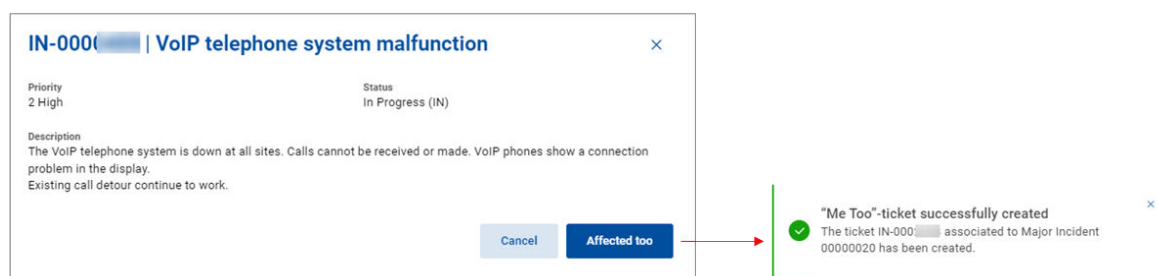 IN-000 | VoIP telephone system malfunction
Priority
Status
2 High
In Progress (IN)
Description
The VoIP telephone system is down at all sites. Calls cannot be received or made. VoIP phones show a connection
problem in the display.
Existing call detour continue to work.
Cancel
Affected too
"Me Too"-ticket successfully created
The ticket IN-000 associated to Major Incident
00000020 has been created.